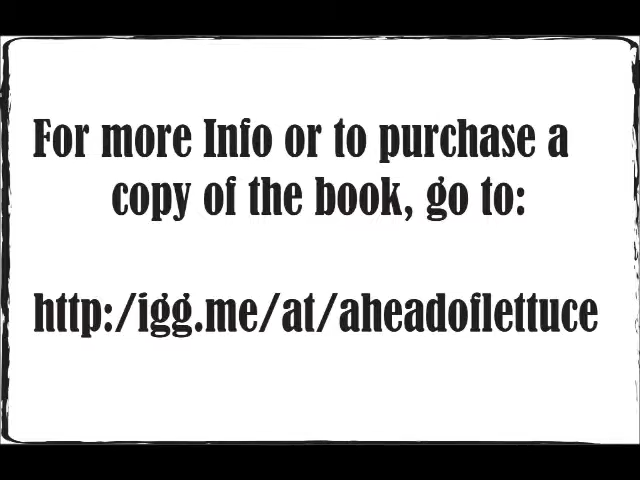 For more Info or to purchase a
copy of the book, go to:
http:/igg.me/at/aheadoflettuce